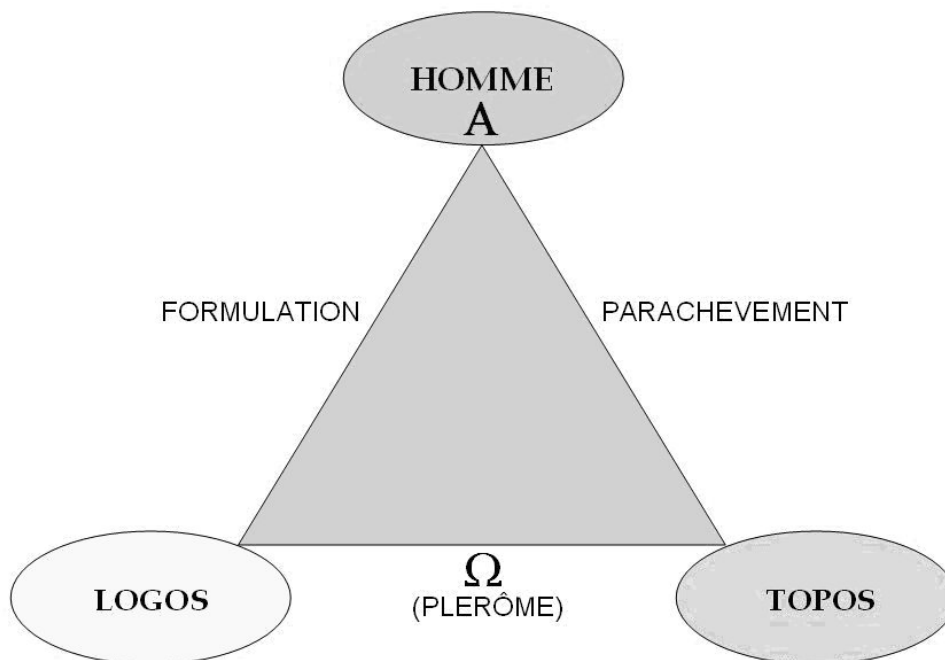 HOMME
A
FORMULATION
PARACHEVEMENT
LOGOS
Ω
(PLERÔME)
TOPOS